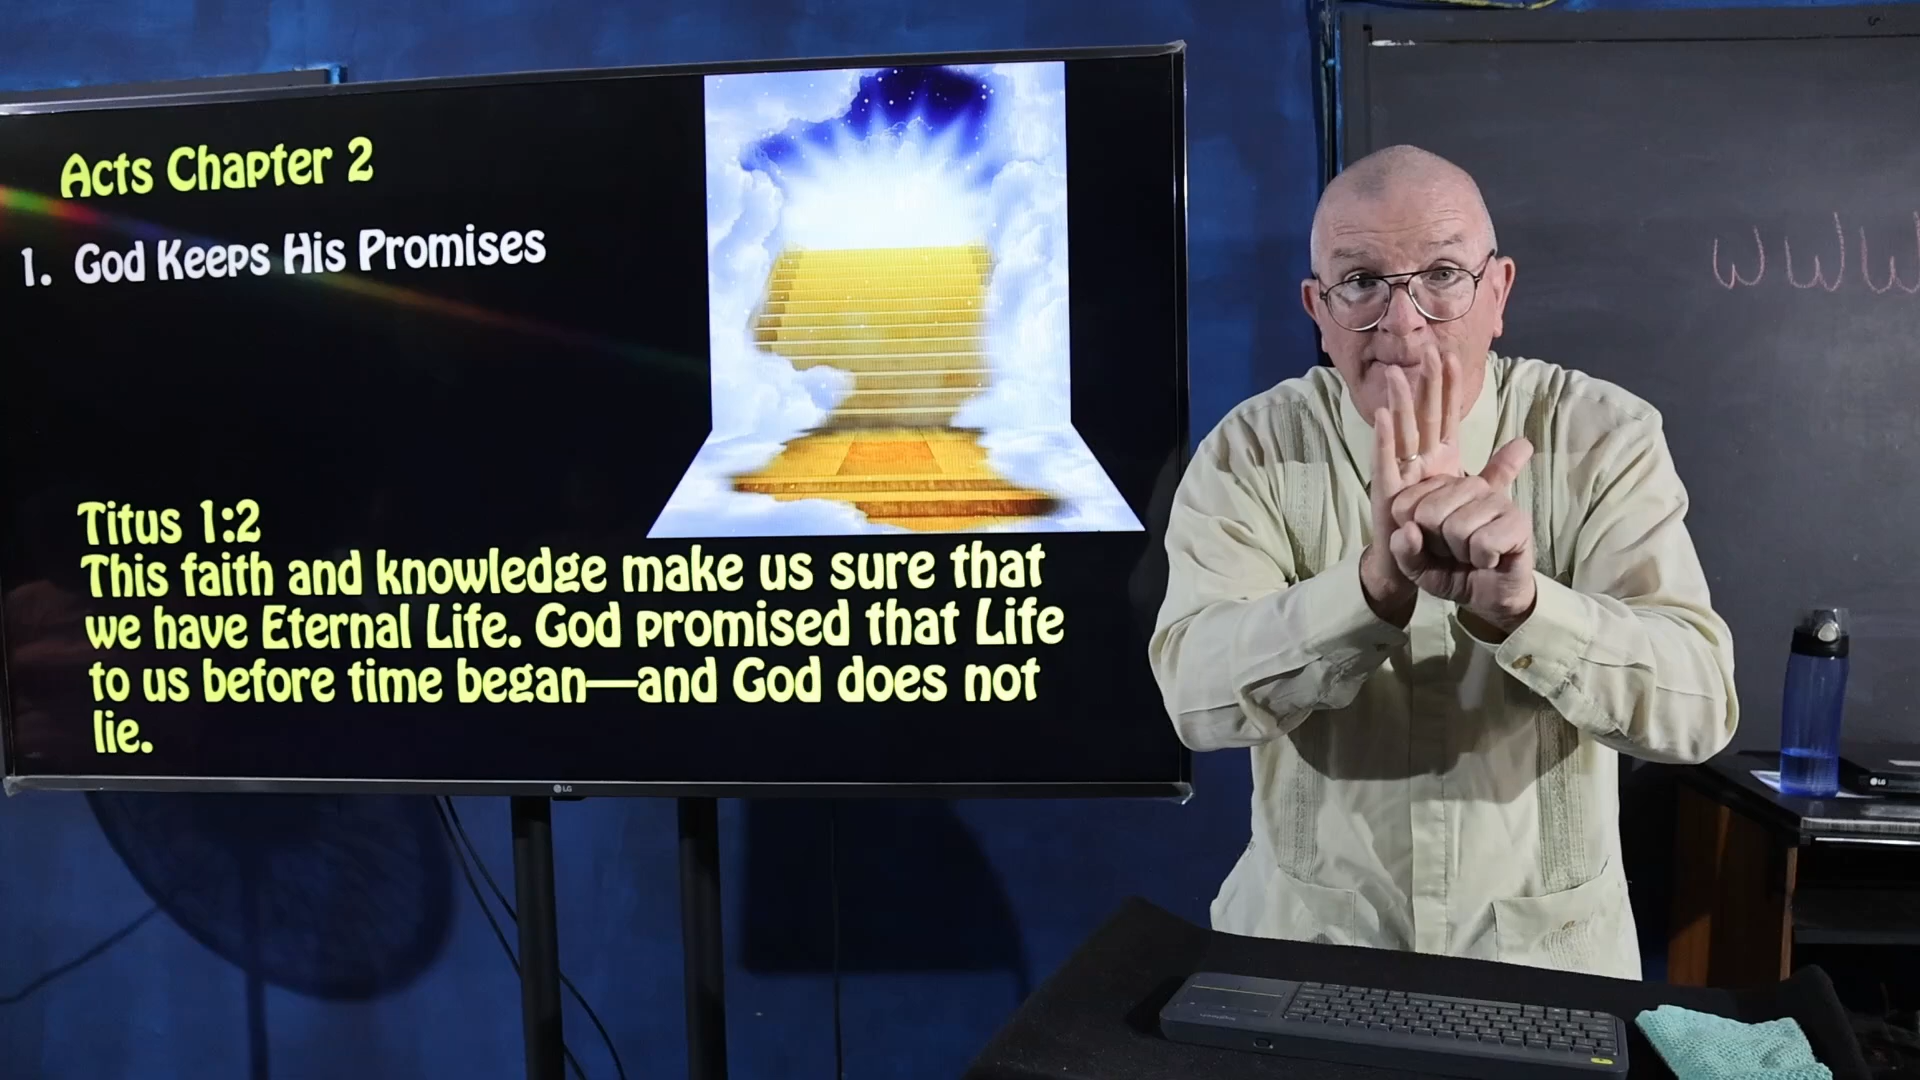 Acts Chapter 2
1. God Keeps His Promises
Titus 1:2
This faith and knowledge make us sure that
we have Eternal Life. God promised that Life
to us before time began—and God does not
lie.
LG
WWW
LG